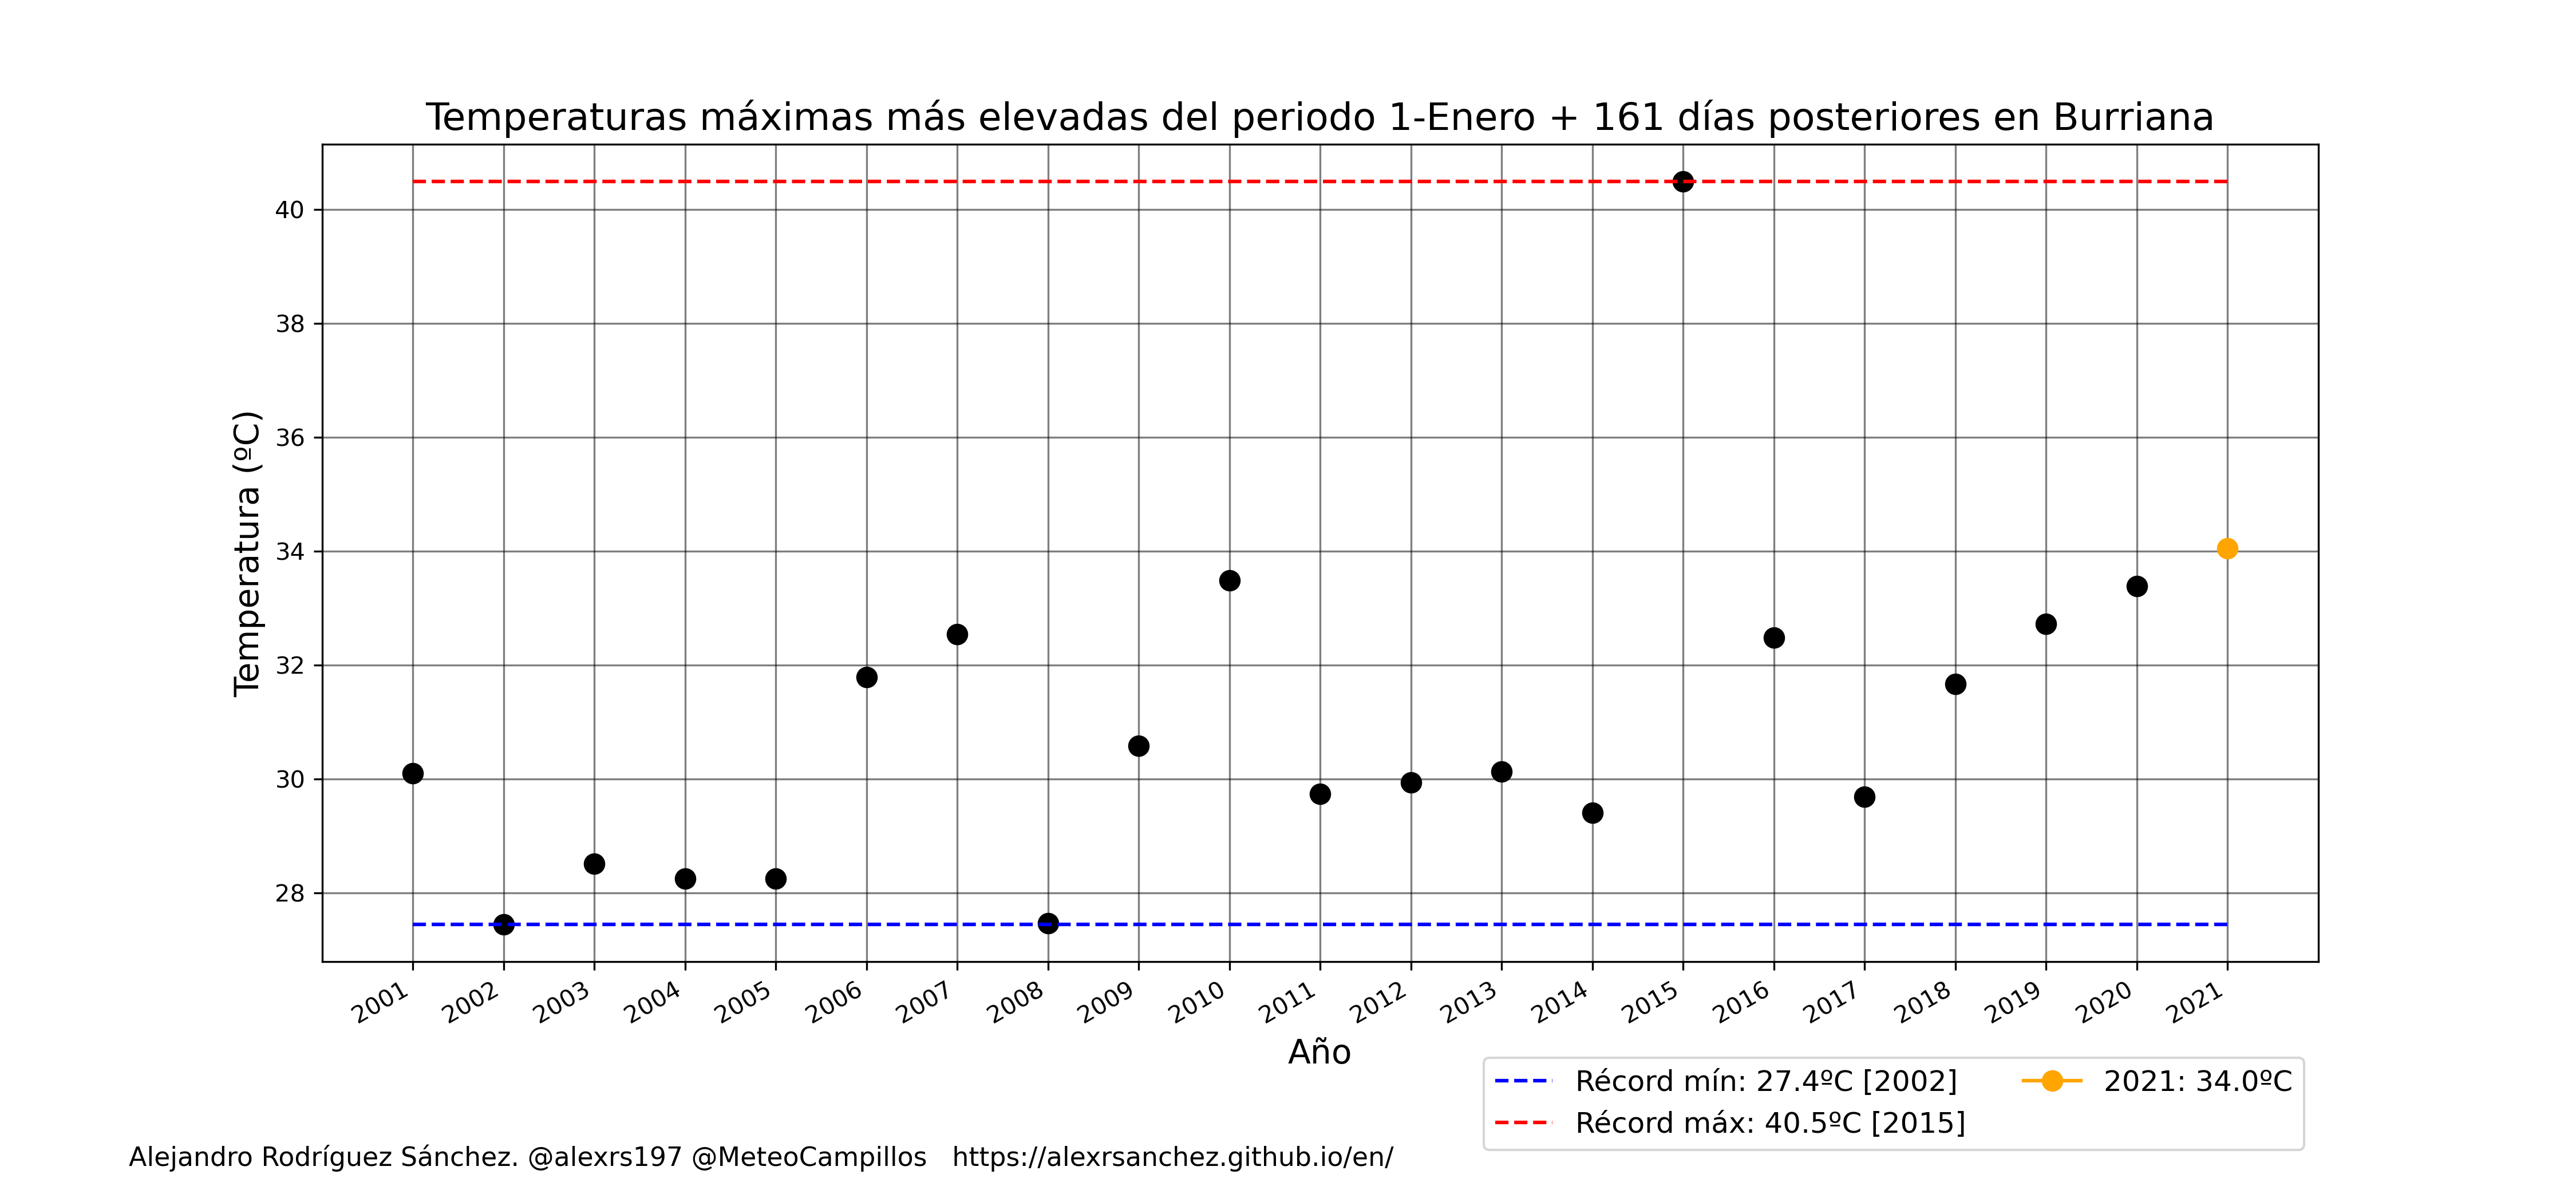 Temperaturas máximas más elevadas del periodo 1-Enero + 161 días posteriores en Burriana
Temperatura (ºC)
40
38
36
34
32
30
28
2001 2002 2003 2004 2005 2006 2007 2008 2009 2010 2011 2012 2013 2014 2015 2016 2017 2018 2019 2020 2021
Año
Récord mín: 27.4ºC [2002]
Récord máx: 40.5ºC [2015]
2021: 34.0ºC
Alejandro Rodríguez Sánchez. @alexrs197 @MeteoCampillos https://alexrsanchez.github.io/en/